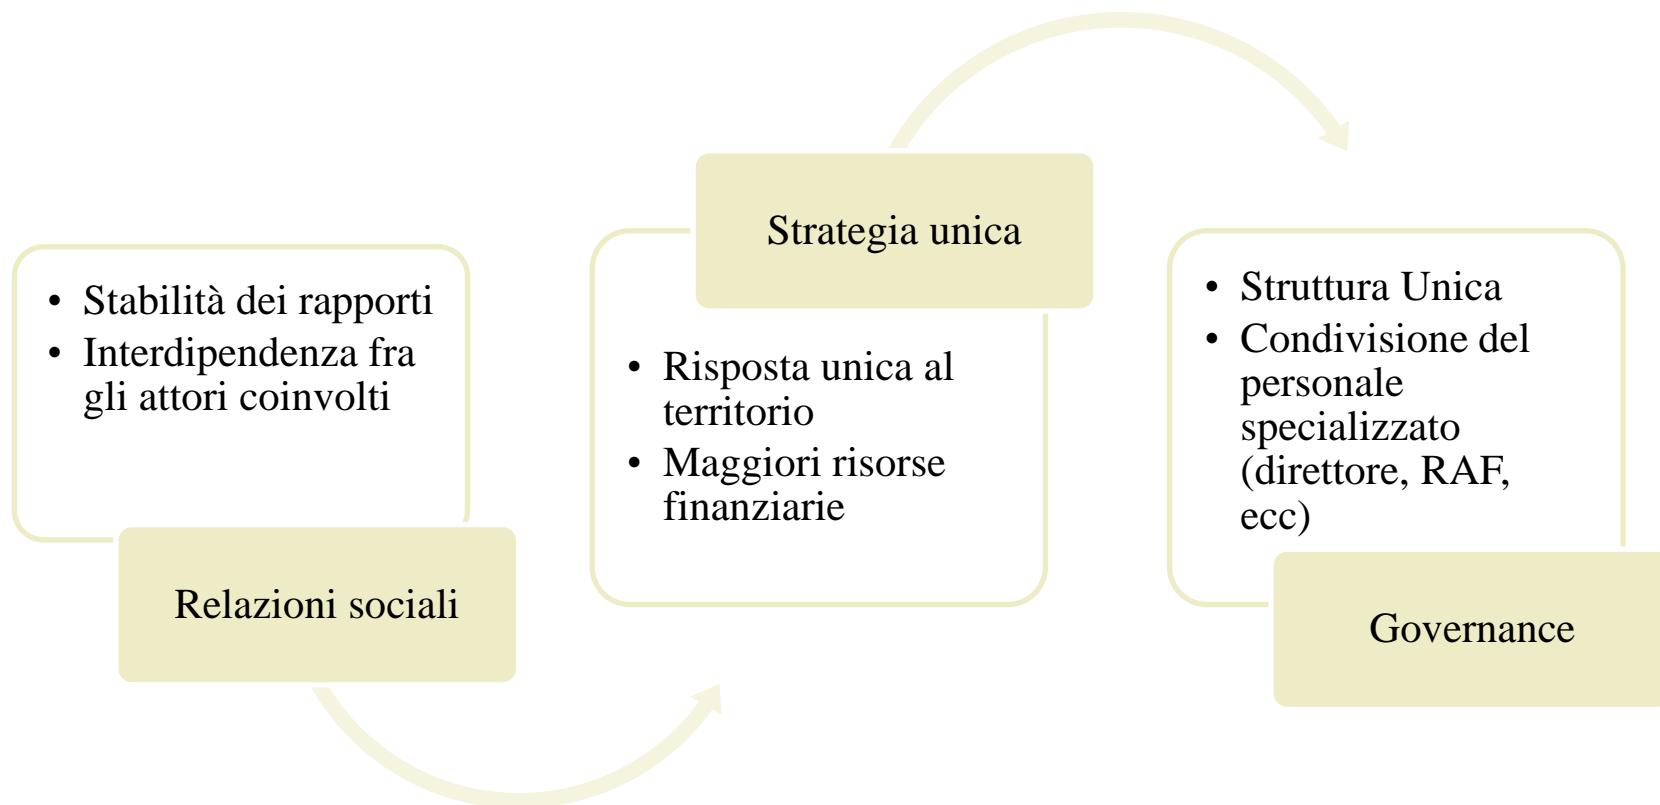 • Stabilità dei rapporti
• Interdipendenza fra
gli attori coinvolti
Relazioni sociali
Strategia unica
• Risposta unica al
territorio
• Maggiori risorse
finanziarie
• Struttura Unica
• Condivisione del
personale
specializzato
(direttore, RAF,
ecc)
Governance